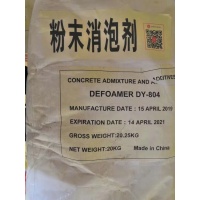 粉末消泡剂
CONCRETE ADMIXTURE AND ADDITIVES
DEFOAMER DY-804
MANUFACTURE DATE : 15 APRIL 2019
EXPIRATION DATE : 14 APRIL 2021
GROSS WEIGHT:20.25KG
NET WEIGHT:20KG Made in China